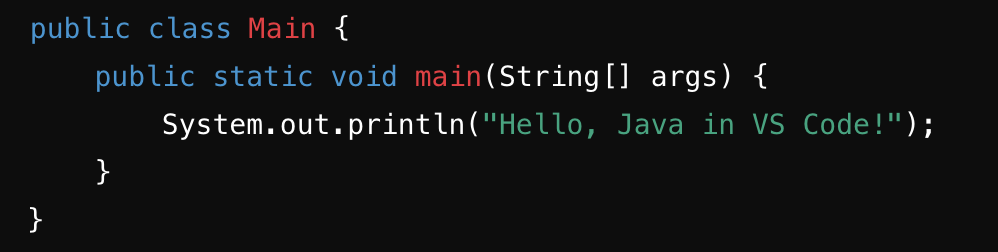 public class Main {
    public static void main(String[] args) {
        System.out.println("Hello, Java in VS Code!");
    }
}